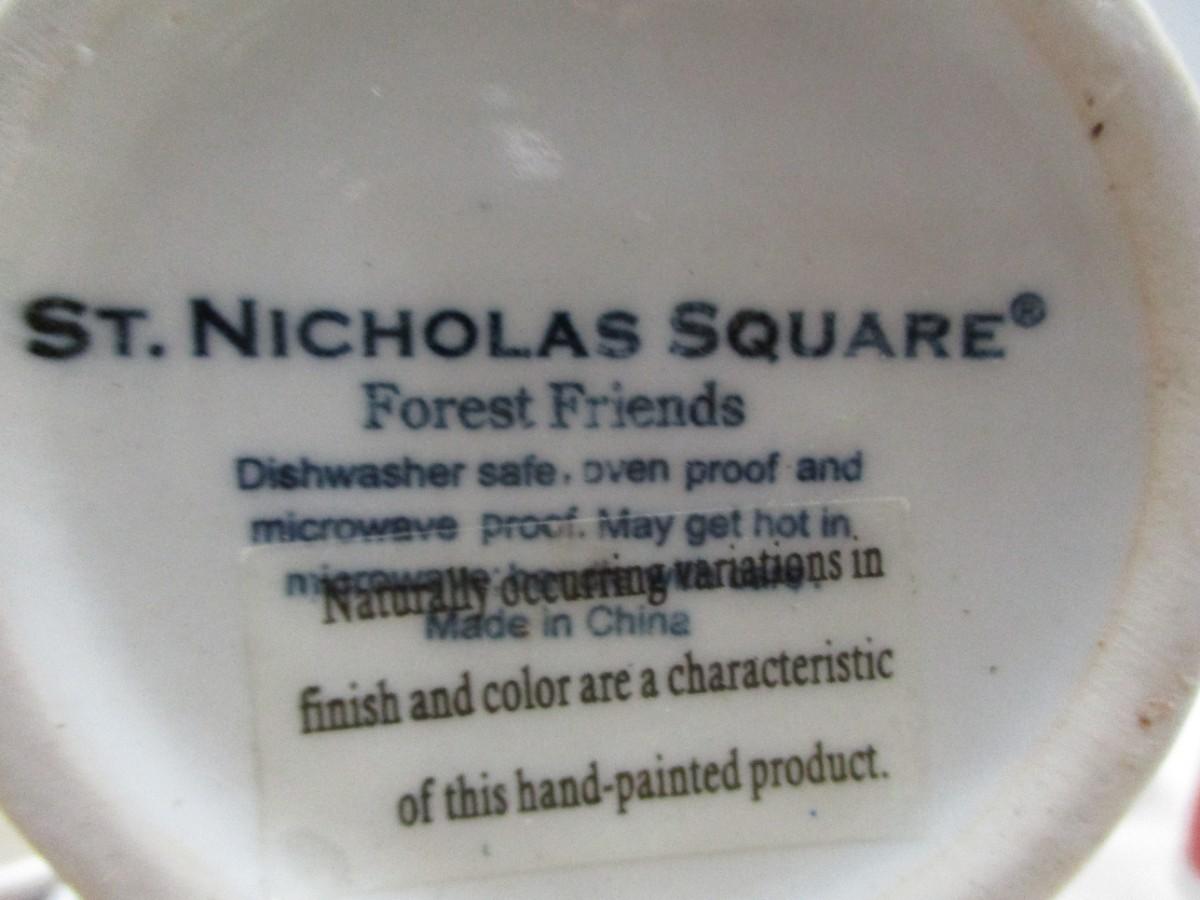 ST. NICHOLAS SQUARE®
Forest Friends
Dishwasher safe, oven proof and
microwave proof. May get hot in
microwave;
Naturally occurring variations in
Made in China
finish and color are a characteristic
of this hand-painted product.